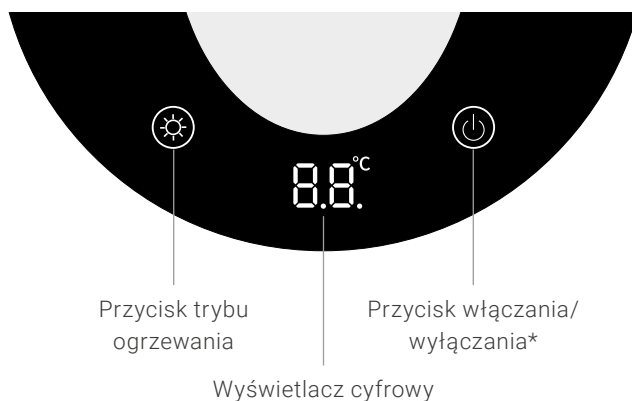 8.8.°C
Przycisk trybu
ogrzewania
Przycisk włączania/
wyłączania*
Wyświetlacz cyfrowy